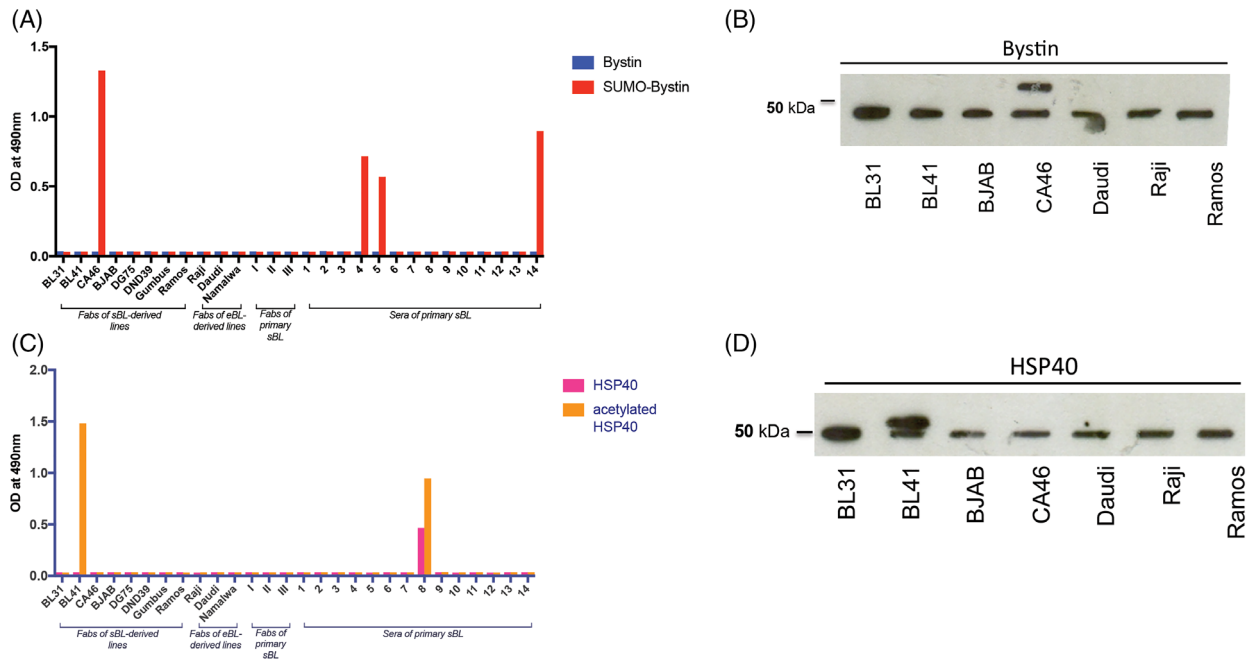 (A)
1.5
1.0
0.5
0.0
OD at 490nm
Bystin
SUMO-Bystin
BL31
BL41
CA46
BJAB
DG75
DND39
Gumbus
Ramos
Raji
Daudi
Namalwa
I
II
III
1
2
3
4
5
6
7
8
9
10
11
12
13
14
Fabs of sBL-derived
lines
Fabs of eBL-
derived lines
Fabs of
primary
sBL
Sera of primary sBL
(B)
Bystin
50 kDa
BL31
BL41
BJAB
CA46
Daudi
Raji
Ramos
(C)
2.0
1.5
1.0
0.5
0.0
OD at 490nm
HSP40
acetylated
HSP40
BL31
BL41
CA46
BJAB
DG75
DND39
Gumbus
Ramos
Raji
Daudi
Namalwa
I
II
III
1
2
3
4
5
6
7
8
9
10
11
12
13
14
Fabs of sBL-derived
lines
Fabs of eBL-
derived lines
Fabs of
primary
sBL
Sera of primary sBL
(D)
HSP40
50 kDa
BL31
BL41
BJAB
CA46
Daudi
Raji
Ramos